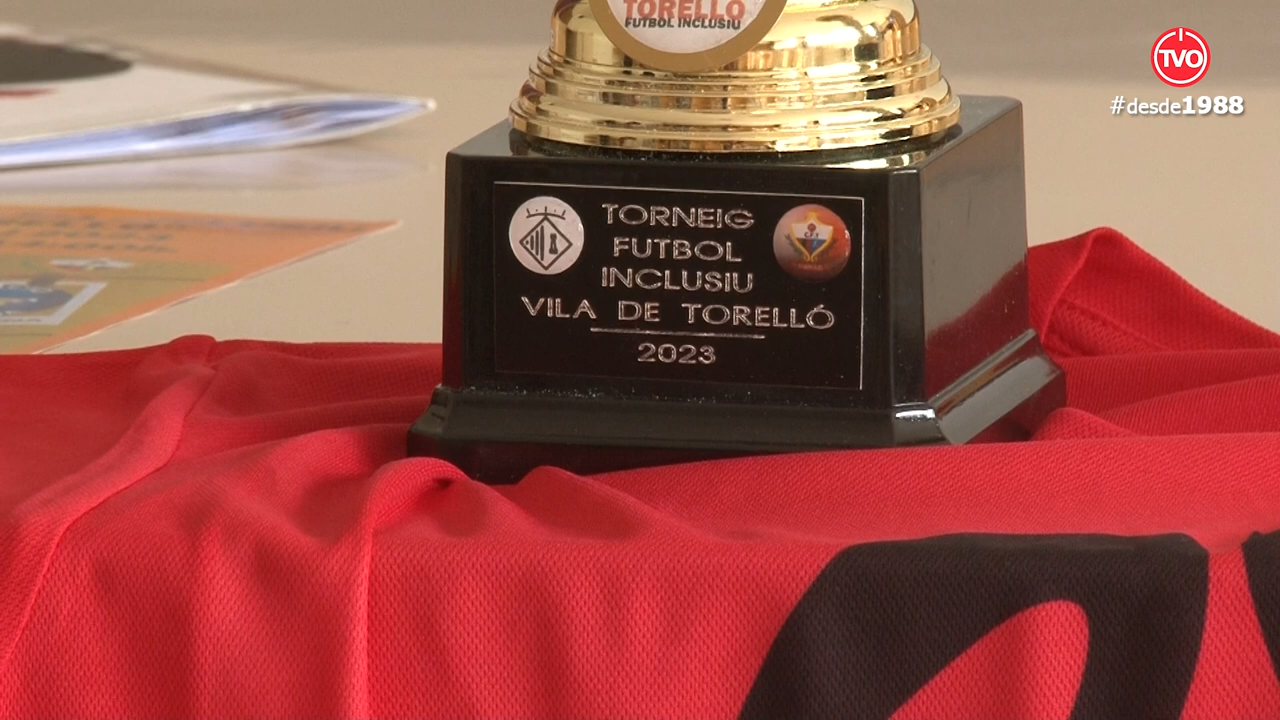 TORELLÓ
FUTBOL INCLUSIU
TVO
#desde1988
TORNEIG
FUTBOL
INCLUSIU
VILA DE TORELLÓ
2023